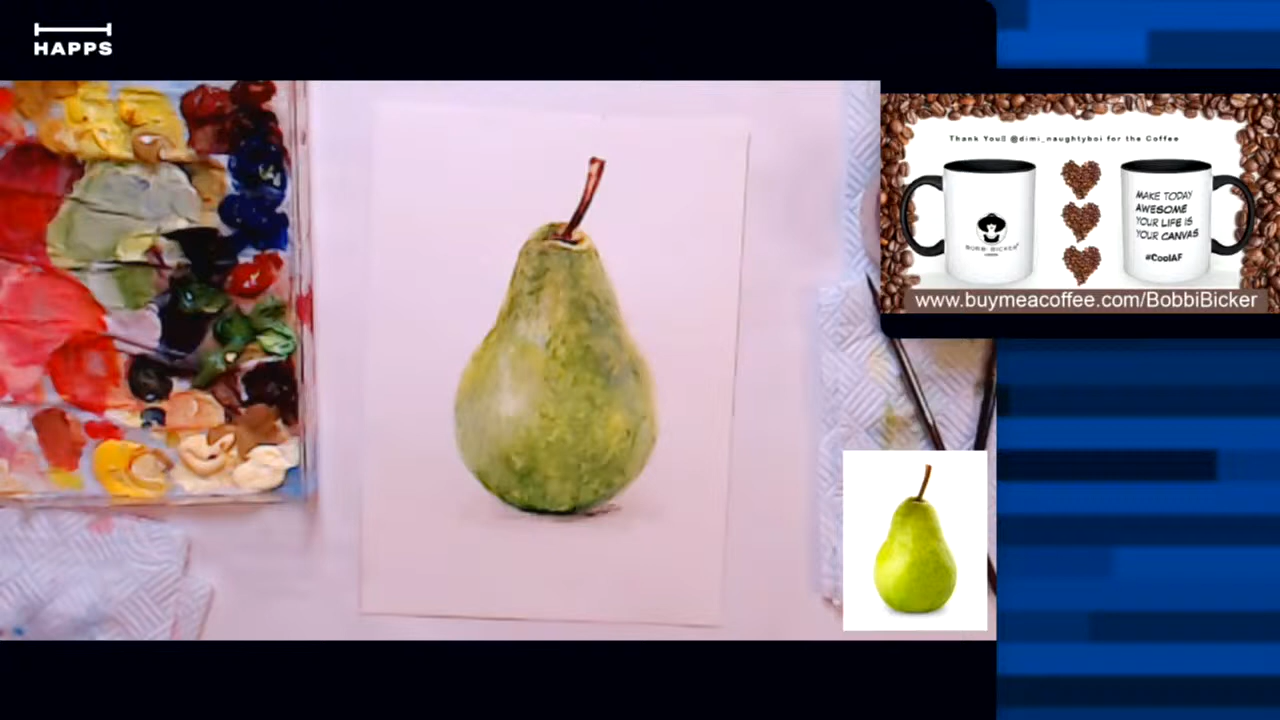 HAPPS
Thank You!! @dimi_naughtyboi for the Coffee
BOBBI BICKER
MAKE TODAY
AWESOME
YOUR LIFE IS
YOUR CANVAS
#CoolAF
www.buymeacoffee.com/BobbiBicker